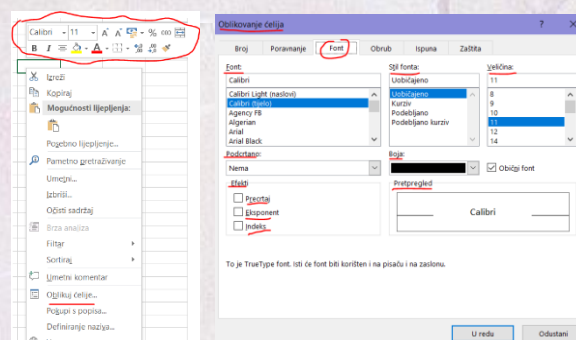 Calibri 11 A A % 000
B I A
Izreži
Kopiraj
Mogućnosti lijepljenja:
Posebno lijepljenje...
Pametno pretraživanje
Umetni...
Izbriši...
Očisti sadržaj
Brza analiza
Filtar
Sortiraj
Umetni komentar
Oblikuj ćelije...
Pokupi s popisa...
Definiranje naziva...
Oblikovanje ćelija ? X
Broj Poravnanje Font Obrub Ispuna Zaštita
Font: Stil fonta: Veličina:
Calibri Uobičajeno 11
Calibri Light (naslovi) Uobičajeno 8
Calibri (tijelo) Kurziv 9
Agency FB Podebljano 10
Algerian Podebljano kurziv 11
Arial 12
Arial Black 14
Podcrtano: Boja:
Nema Obični font
Efekti Pretpregled
Precrtaj
Eksponent
Indeks
Calibri
To je TrueType font. Isti će font biti korišten i na pisaču i na zaslonu.
U redu Odustani